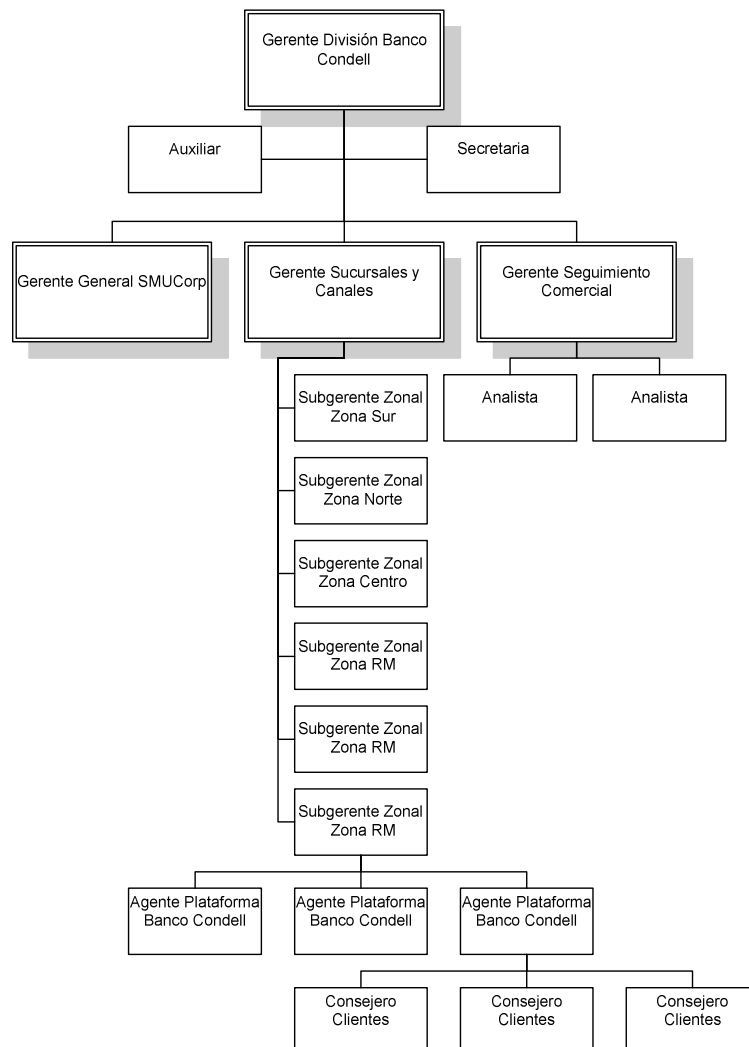 Gerente División Banco
Condell
Auxiliar
Secretaria
Gerente General SMUCorp
Gerente Sucursales y
Canales
Gerente Seguimiento
Comercial
Subgerente Zonal
Zona Sur
Analista
Analista
Subgerente Zonal
Zona Norte
Subgerente Zonal
Zona Centro
Subgerente Zonal
Zona RM
Subgerente Zonal
Zona RM
Subgerente Zonal
Zona RM
Agente Plataforma
Banco Condell
Agente Plataforma
Banco Condell
Agente Plataforma
Banco Condell
Consejero
Clientes
Consejero
Clientes
Consejero
Clientes